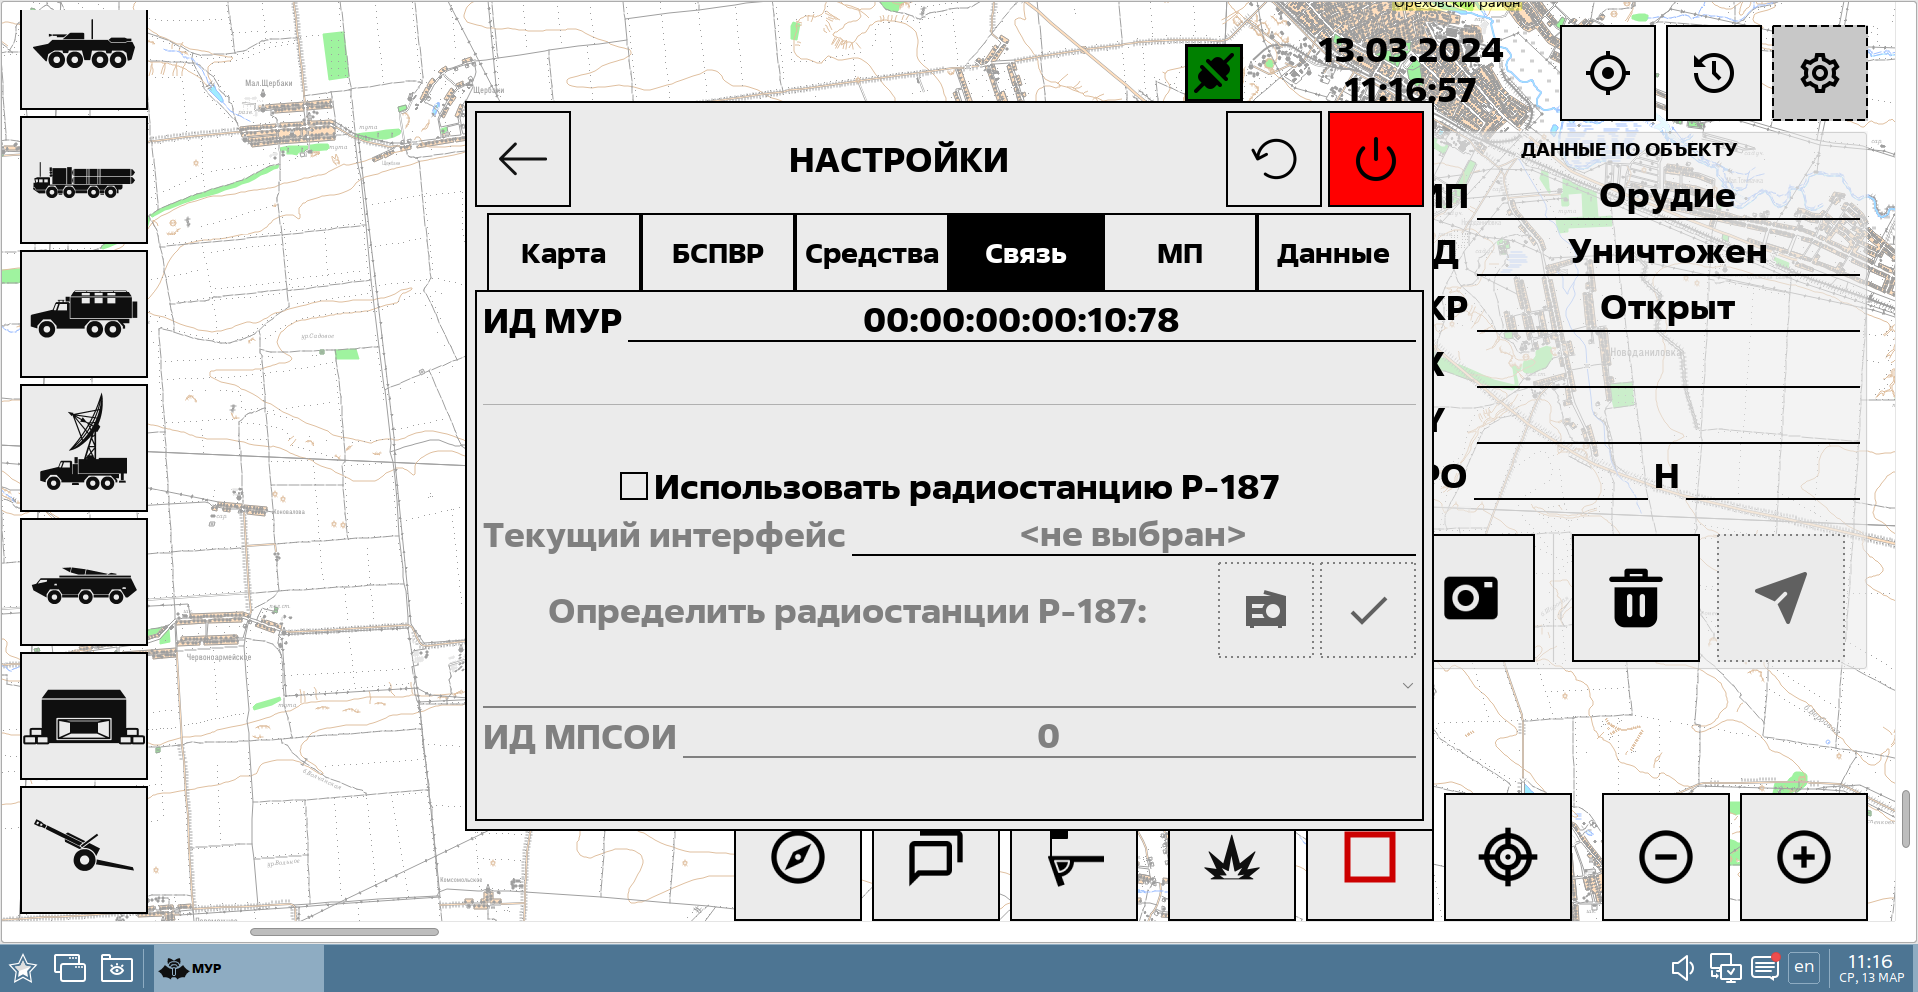 Ореховский район
13.03.2024
11:16:57
Мал.Щербаки
Щербаки
НАСТРОЙКИ
ДАННЫЕ ПО ОБЪЕКТУ
Орудие
Карта
БСПВР
Средства
Связь
МП
Данные
Д
Уничтожен
ИД МУР
00:00:00:00:10:78
КР
Открыт
Новоданиловка
Использовать радиостанцию Р-187
Н
Текущий интерфейс
<не выбран>
Определить радиостанции Р-187:
Червоноармейское
ИД МПСОИ
0
Комсомольское
МУР
en
11:16
СР, 13 МАР